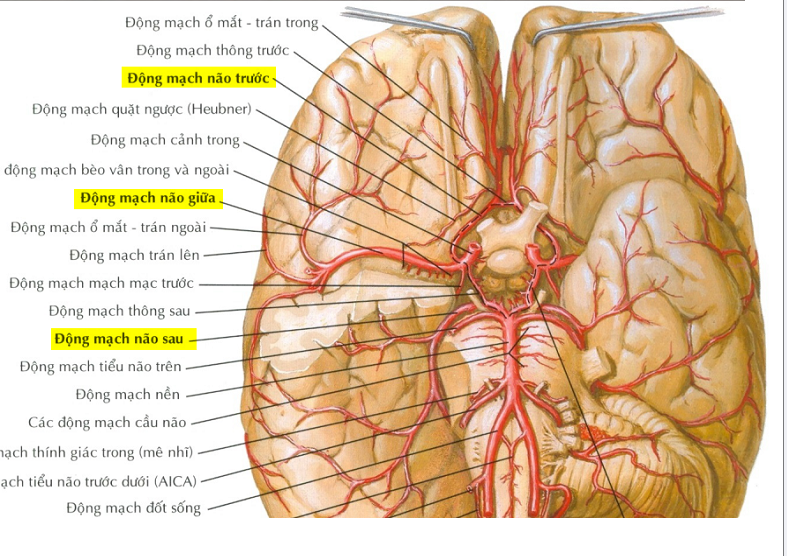 Động mạch ổ mắt - trán trong
Động mạch thông trước
Động mạch não trước
Động mạch quặt ngược (Heubner)
Động mạch cảnh trong
động mạch bèo vân trong và ngoài
Động mạch não giữa
Động mạch ổ mắt - trán ngoài
Động mạch trán lên
Động mạch mạch mạc trước
Động mạch thông sau
Động mạch não sau
Động mạch tiểu não trên
Động mạch nền
Các động mạch cầu não
thính giác trong (mê nhĩ)
tiểu não trước dưới (AICA)
Động mạch đốt sống